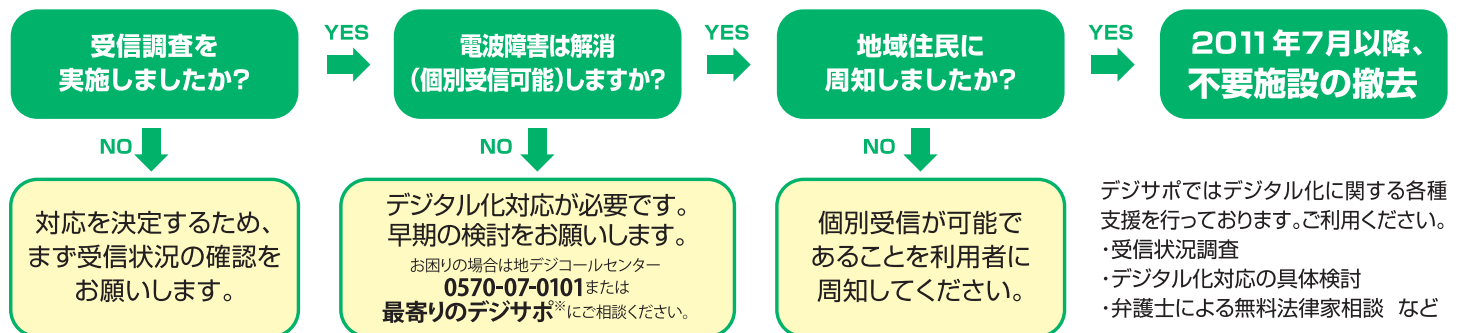 受信調査を
実施しましたか?
YES
電波障害は解消
(個別受信可能)しますか?
YES
地域住民に
周知しましたか?
YES
2011年7月以降、
不要施設の撤去
NO
対応を決定するため、
まず受信状況の確認を
お願いします。
NO
デジタル化対応が必要です。
早期の検討をお願いします。
お困りの場合は地デジコールセンター
0570-07-0101または
最寄りのデジサポ※にご相談ください。
NO
個別受信が可能で
あることを利用者に
周知してください。
デジサポではデジタル化に関する各種
支援を行っております。ご利用ください。
・受信状況調査
・デジタル化対応の具体検討
・弁護士による無料法律家相談 など